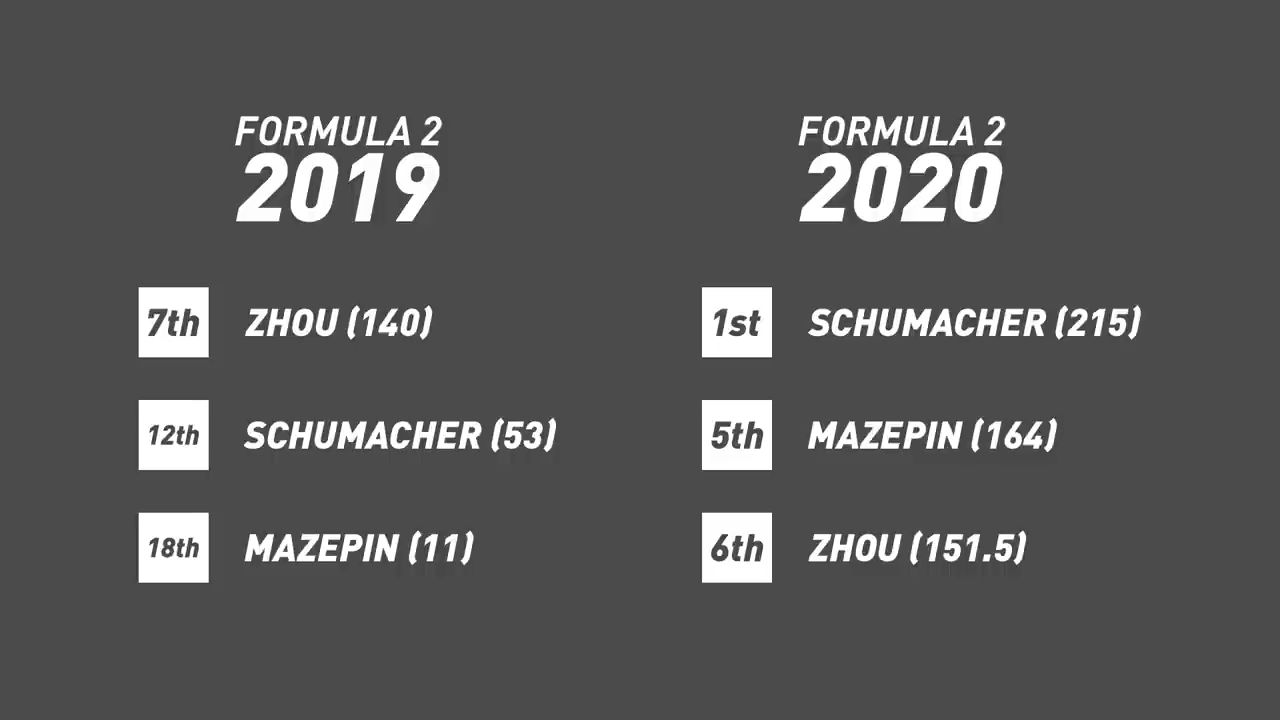 FORMULA 2
2019
7th ZHOU (140)
12th SCHUMACHER (53)
18th MAZEPIN (11)
FORMULA 2
2020
1st SCHUMACHER (215)
5th MAZEPIN (164)
6th ZHOU (151.5)